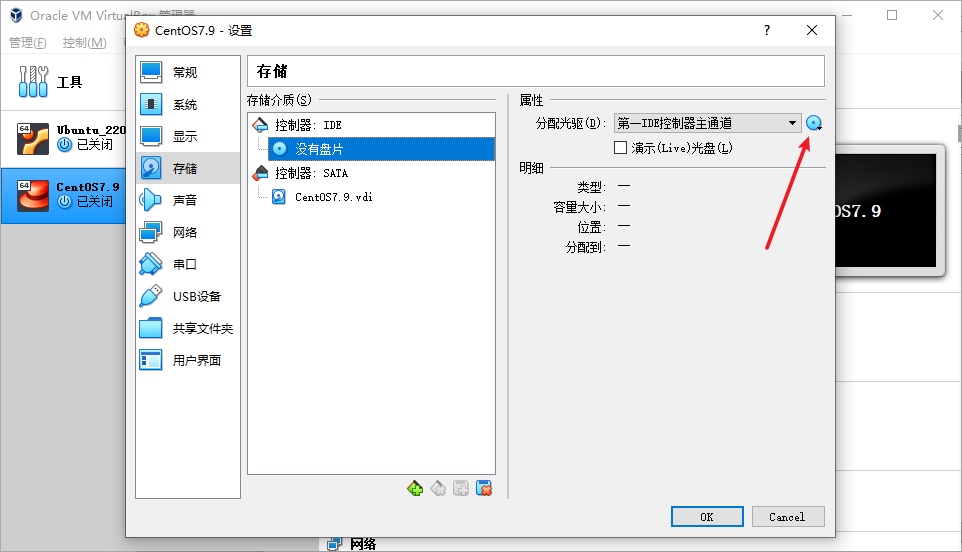 Oracle VM VirtualBox 管理器
管理(F)
控制(M)
工具
64
Ubuntu_220
已关闭
64
CentOS7.9
已关闭
CentOS7.9 - 设置
?
常规
系统
显示
存储
声音
网络
串口
USB设备
共享文件夹
用户界面
存储
存储介质(S)
控制器: IDE
没有盘片
控制器: SATA
CentOS7.9.vdi
属性
分配光驱(D): 第一IDE控制器主通道
演示(Live)光盘(L)
明细
类型: —
容量大小: —
位置: —
分配到: —
OK
Cancel
OS7.9
网络